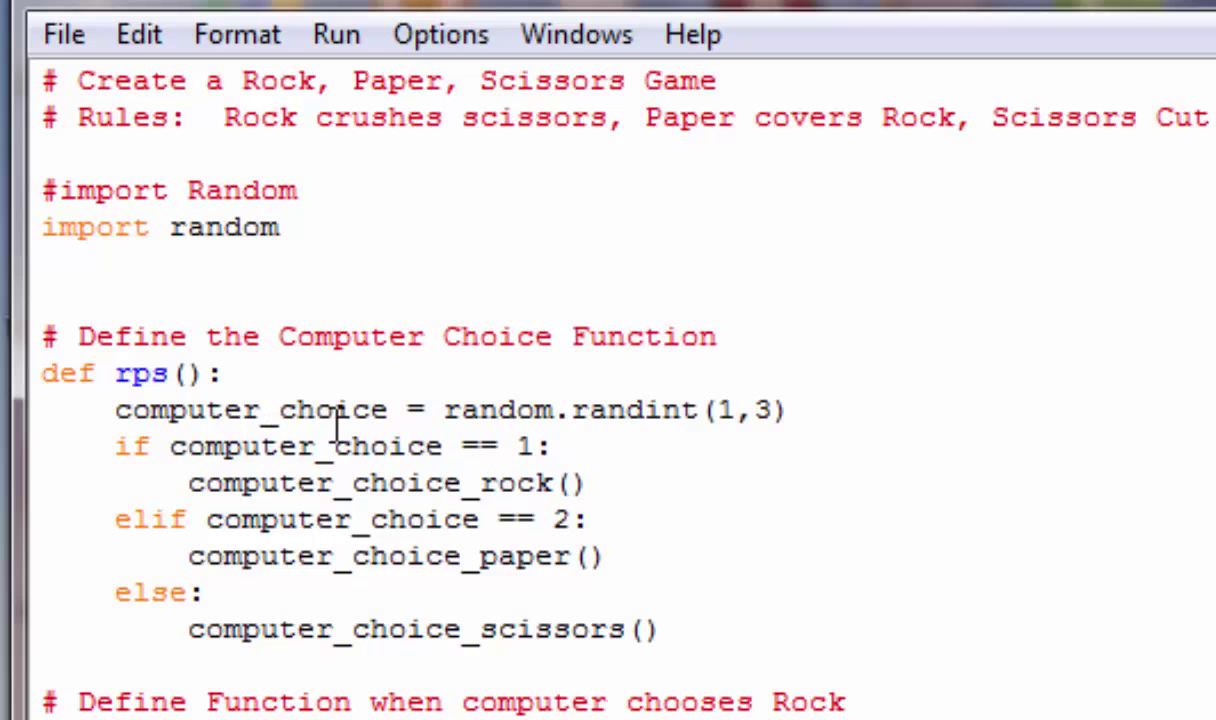 File Edit Format Run Options Windows Help
# Create a Rock, Paper, Scissors Game
# Rules:  Rock crushes scissors, Paper covers Rock, Scissors Cut
#import Random
import random
# Define the Computer Choice Function
def rps():
    computer_choice = random.randint(1,3)
    if computer_choice == 1:
        computer_choice_rock()
    elif computer_choice == 2:
        computer_choice_paper()
    else:
        computer_choice_scissors()
# Define Function when computer chooses Rock